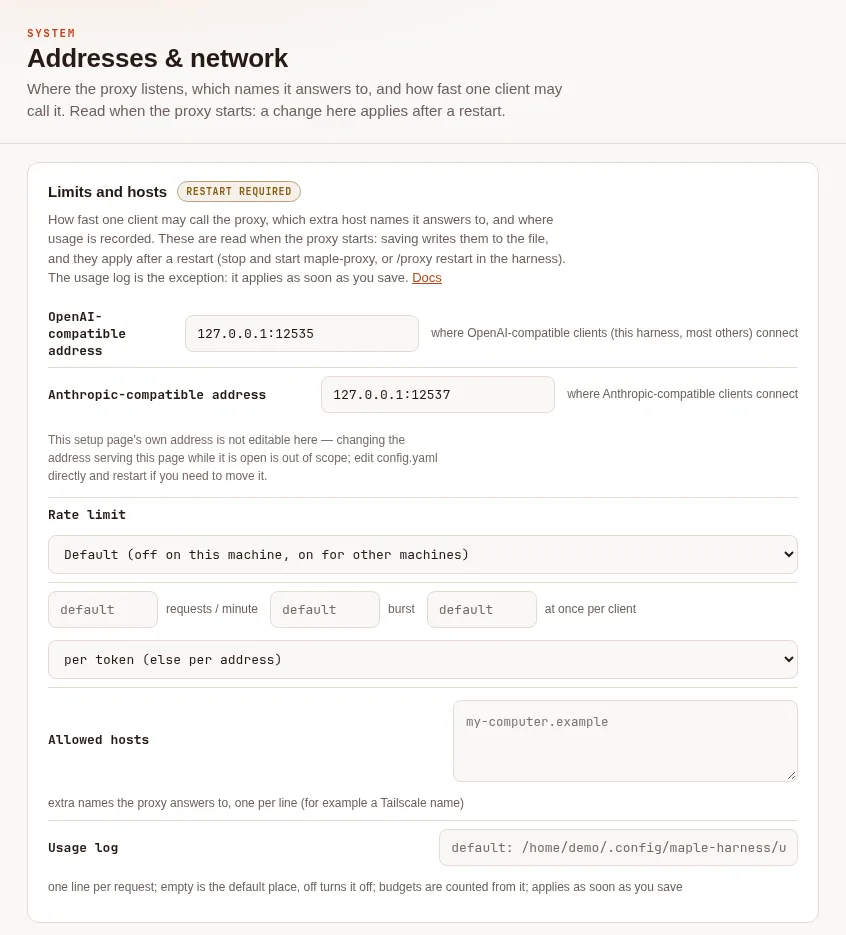 SYSTEM
Addresses & network
Where the proxy listens, which names it answers to, and how fast one client may
call it. Read when the proxy starts: a change here applies after a restart.
Limits and hosts RESTART REQUIRED
How fast one client may call the proxy, which extra host names it answers to, and where
usage is recorded. These are read when the proxy starts: saving writes them to the file,
and they apply after a restart (stop and start maple-proxy, or /proxy restart in the harness).
The usage log is the exception: it applies as soon as you save. Docs
OpenAI-
compatible
address
127.0.0.1:12535
where OpenAI-compatible clients (this harness, most others) connect
Anthropic-compatible address
127.0.0.1:12537
where Anthropic-compatible clients connect
This setup page's own address is not editable here — changing the
address serving this page while it is open is out of scope; edit config.yaml
directly and restart if you need to move it.
Rate limit
Default (off on this machine, on for other machines)
default requests / minute default burst default at once per client
per token (else per address)
Allowed hosts
my-computer.example
extra names the proxy answers to, one per line (for example a Tailscale name)
Usage log
default: /home/demo/.config/maple-harness/u
one line per request; empty is the default place, off turns it off; budgets are counted from it; applies as soon as you save